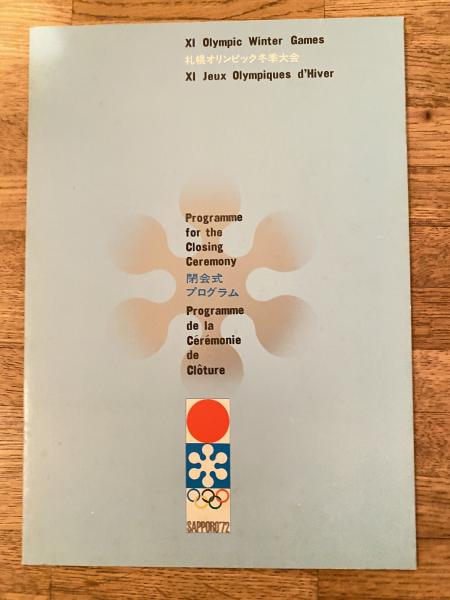 XI Olympic Winter Games
札幌オリンピック冬季大会
XI Jeux Olympiques d'Hiver
Programme
for the
Closing
Ceremony
閉会式
プログラム
Programme
de la
Cérémonie
de
Clôture
SAPPORO'72